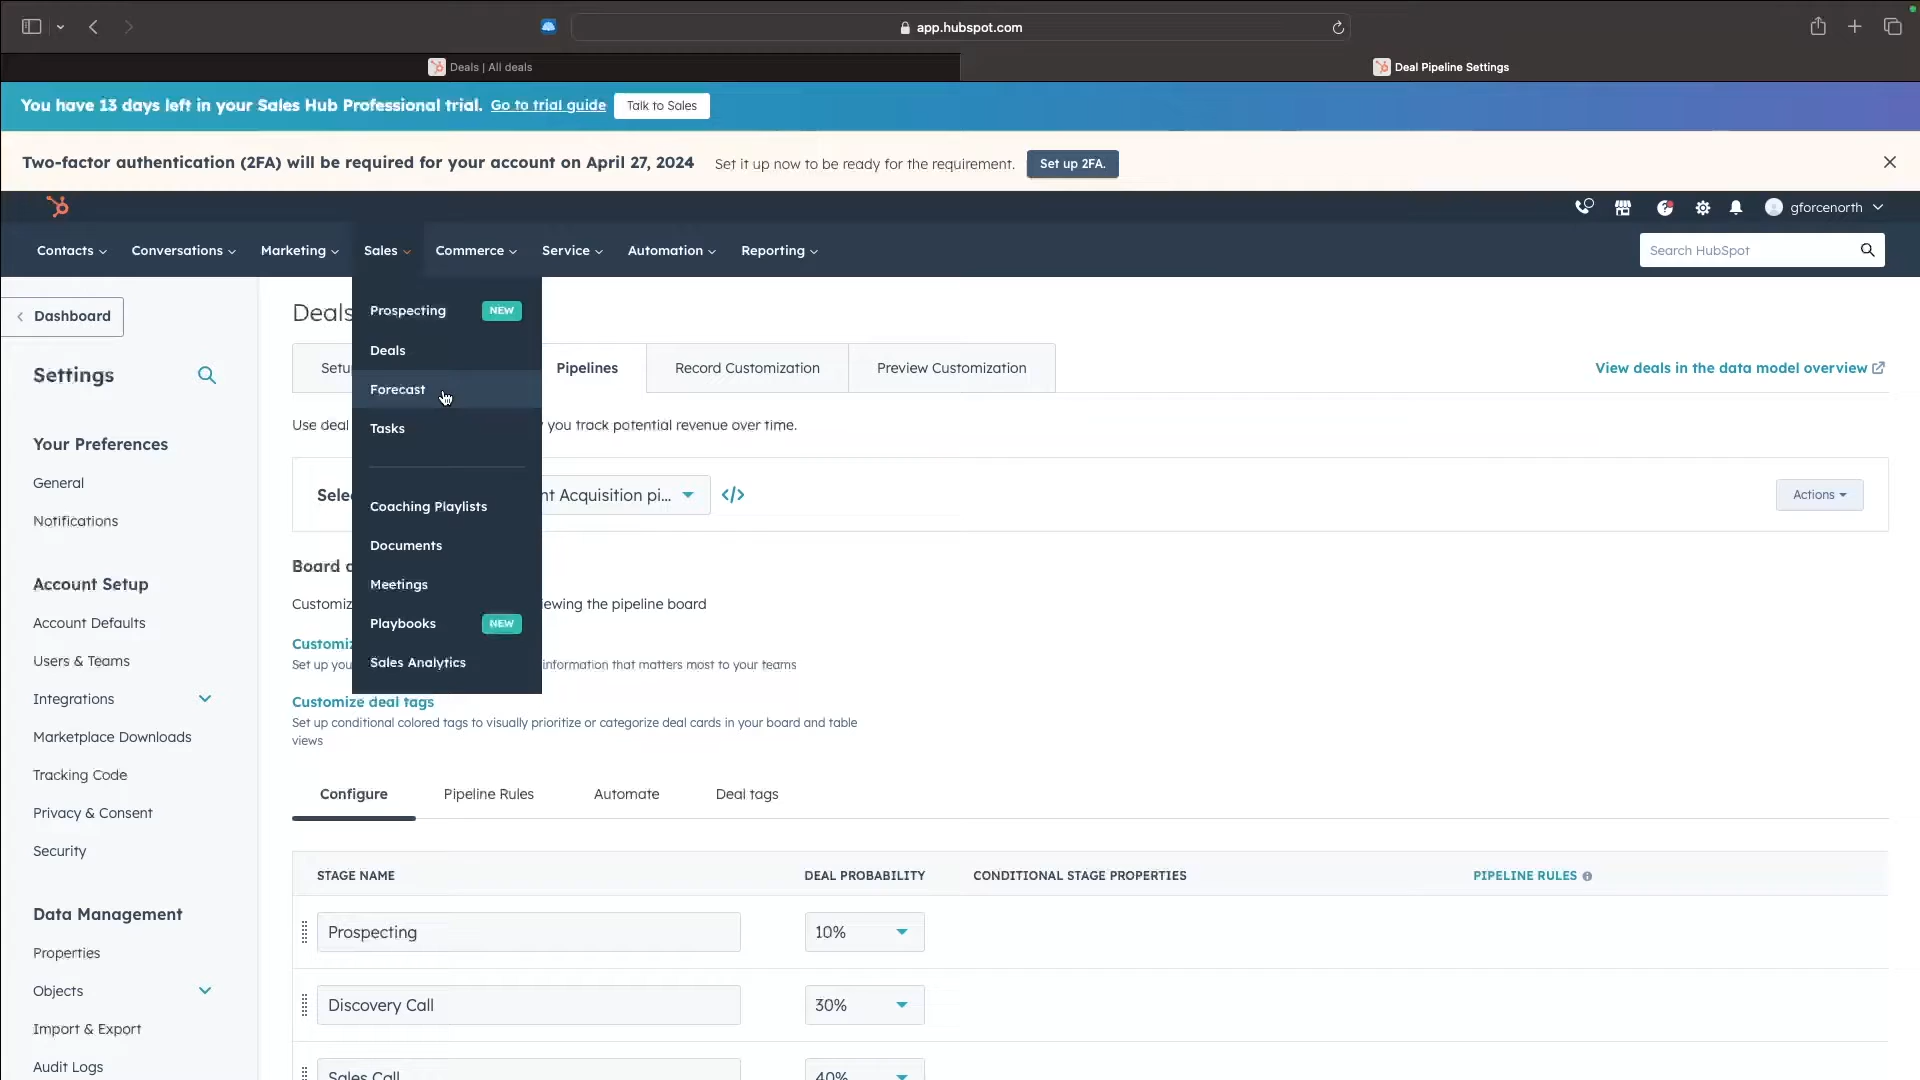 app.hubspot.com
Deals | All deals
Deal Pipeline Settings
You have 13 days left in your Sales Hub Professional trial. Go to trial guide Talk to Sales
Two-factor authentication (2FA) will be required for your account on April 27, 2024 Set it up now to be ready for the requirement. Set up 2FA.
gforcenorth
Contacts Conversations Marketing Sales Commerce Service Automation Reporting
Search HubSpot
Dashboard
Settings
Your Preferences
General
Notifications
Account Setup
Account Defaults
Users & Teams
Integrations
Marketplace Downloads
Tracking Code
Privacy & Consent
Security
Data Management
Properties
Objects
Import & Export
Audit Logs
Prospecting NEW
Deals
Forecast
Tasks
Coaching Playlists
Documents
Meetings
Playbooks NEW
Sales Analytics
Deals
Setu Pipelines Record Customization Preview Customization
View deals in the data model overview
Use deal you track potential revenue over time.
Sele nt Acquisition pi... </> Actions
Board c
Customiz iewing the pipeline board
Customiz
Set up you information that matters most to your teams
Customize deal tags
Set up conditional colored tags to visually prioritize or categorize deal cards in your board and table
views
Configure Pipeline Rules Automate Deal tags
STAGE NAME DEAL PROBABILITY CONDITIONAL STAGE PROPERTIES PIPELINE RULES
Prospecting 10%
Discovery Call 30%
Sales Call 40%